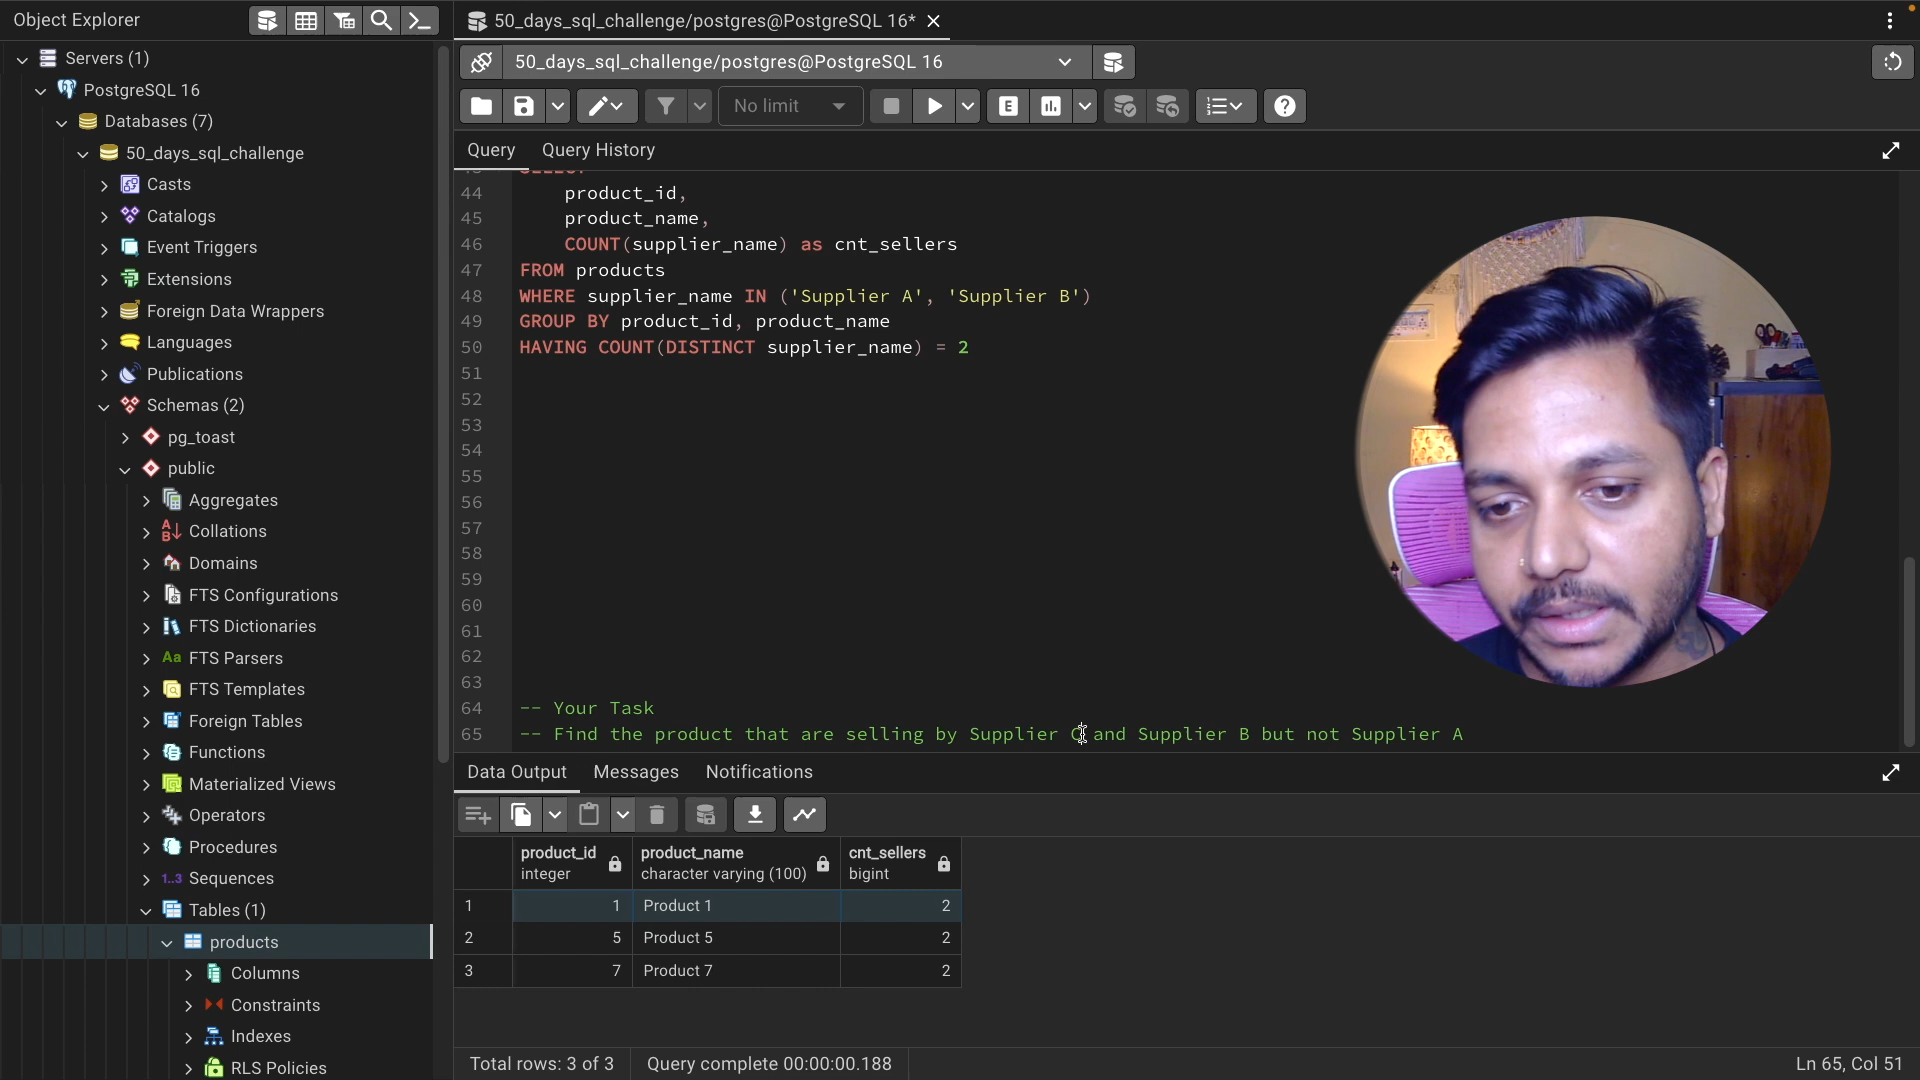 Object Explorer
50_days_sql_challenge/postgres@PostgreSQL 16*
Servers (1)
50_days_sql_challenge/postgres@PostgreSQL 16
PostgreSQL 16
Databases (7)
No limit
E
50_days_sql_challenge
Query
Query History
Casts
Catalogs
Event Triggers
Extensions
Foreign Data Wrappers
Languages
Publications
Schemas (2)
pg_toast
public
Aggregates
Collations
Domains
FTS Configurations
FTS Dictionaries
Aa FTS Parsers
FTS Templates
Foreign Tables
Functions
Materialized Views
Operators
Procedures
1..3 Sequences
Tables (1)
products
Columns
Constraints
Indexes
RLS Policies
44 product_id,
45 product_name,
46 COUNT(supplier_name) as cnt_sellers
47 FROM products
48 WHERE supplier_name IN ('Supplier A', 'Supplier B')
49 GROUP BY product_id, product_name
50 HAVING COUNT(DISTINCT supplier_name) = 2
51
52
53
54
55
56
57
58
59
60
61
62
63
64 -- Your Task
65 -- Find the product that are selling by Supplier C and Supplier B but not Supplier A
Data Output
Messages
Notifications
product_id product_name cnt_sellers
integer character varying (100) bigint
1 1 Product 1 2
2 5 Product 5 2
3 7 Product 7 2
Total rows: 3 of 3
Query complete 00:00:00.188
Ln 65, Col 51